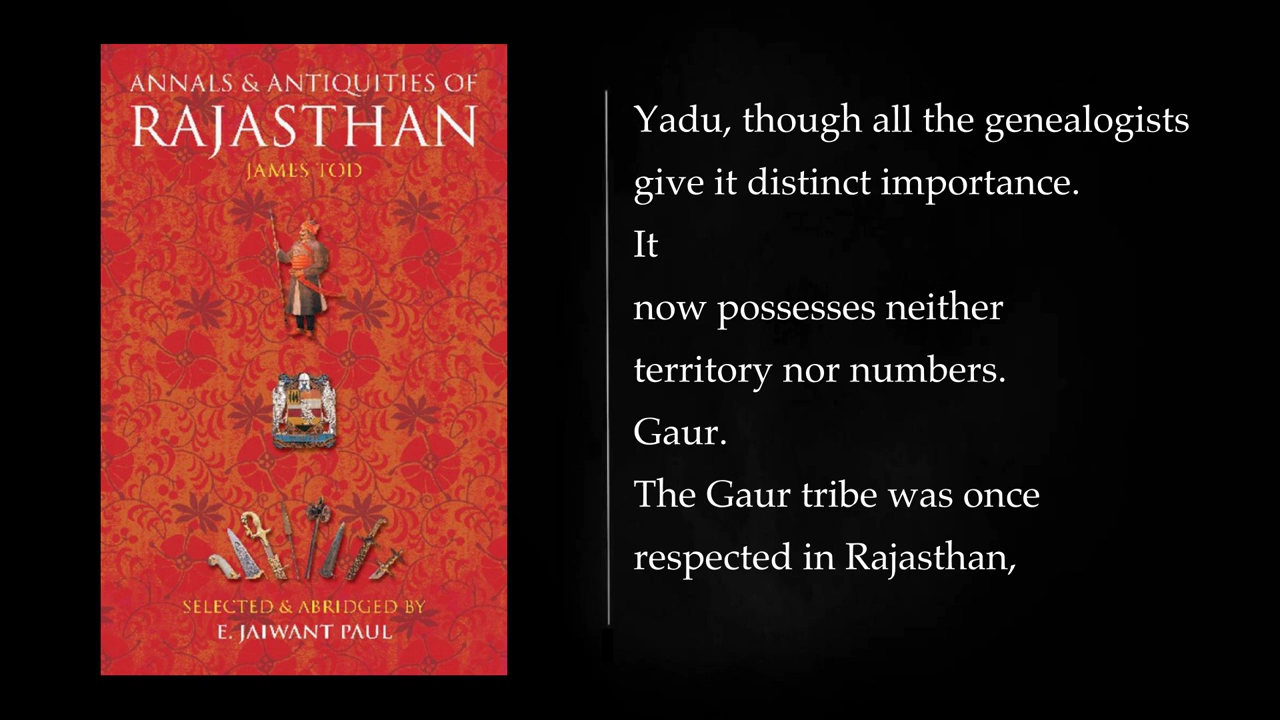 ANNALS & ANTIQUITIES OF
RAJASTHAN
JAMES TOD
SELECTED & ABRIDGED BY
E. JAIWANT PAUL
Yadu, though all the genealogists
give it distinct importance.
It
now possesses neither
territory nor numbers.
Gaur.
The Gaur tribe was once
respected in Rajasthan,